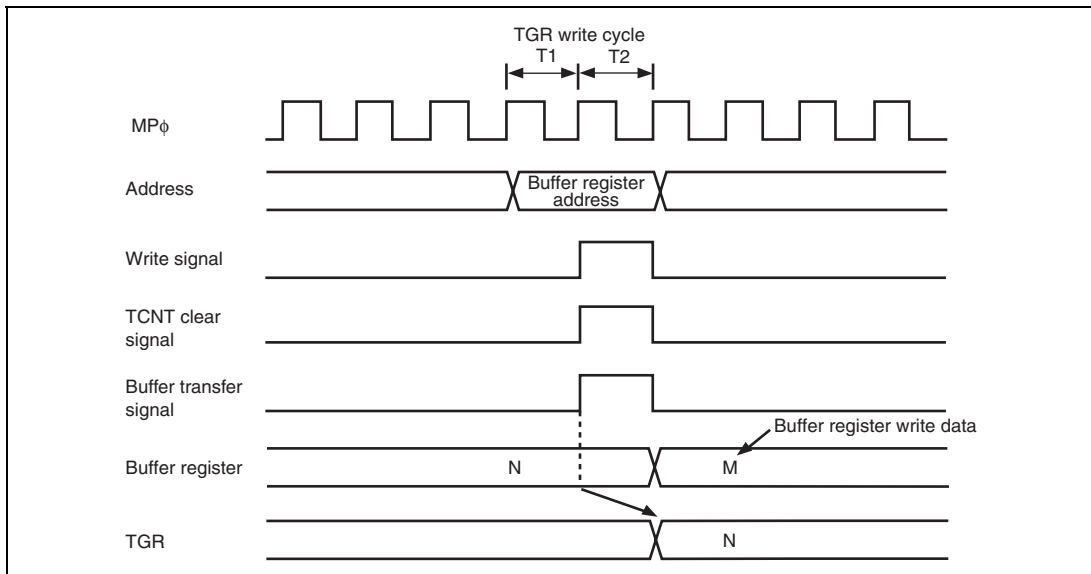 TGR write cycle
T1 T2
MPϕ
Address
Buffer register
address
Write signal
TCNT clear
signal
Buffer transfer
signal
Buffer register write data
Buffer register
N M
TGR
N